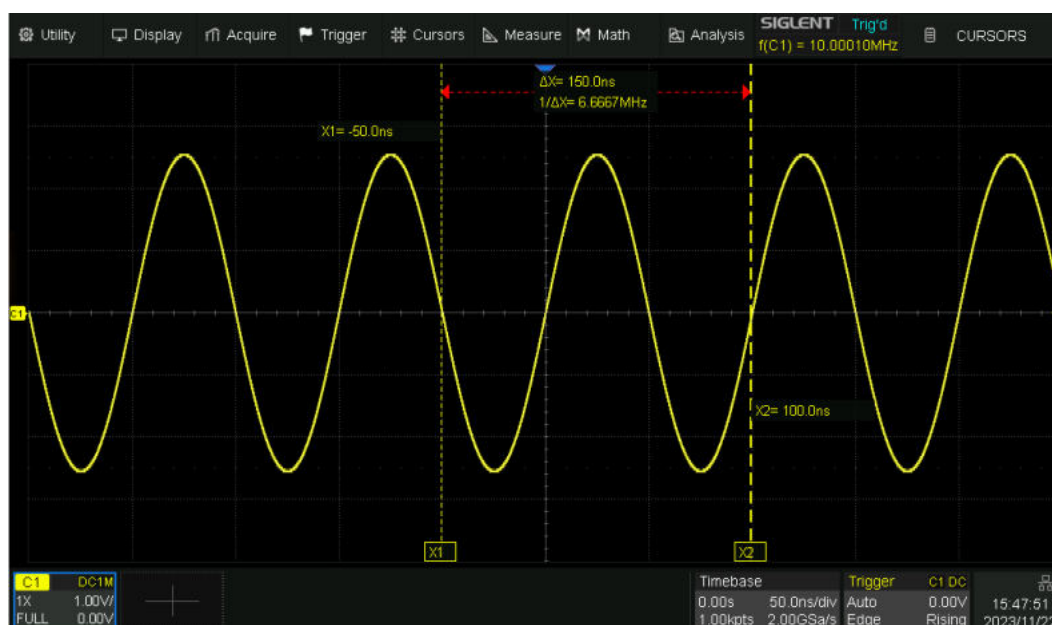 Utility Display Acquire Trigger Cursors Measure Math Analysis SIGLENT Trig'd CURSORS
f(C1) = 10.00010MHz
ΔX= 150.0ns
1/ΔX= 6.6667MHz
X1= -50.0ns
C1
X2= 100.0ns
X1 X2
C1 DC1M
1X 1.00V/
FULL 0.00V
Timebase
0.00s 50.0ns/div
1.00kpts 2.00GSa/s
Trigger C1 DC
Auto 0.00V
Edge Rising
15:47:51